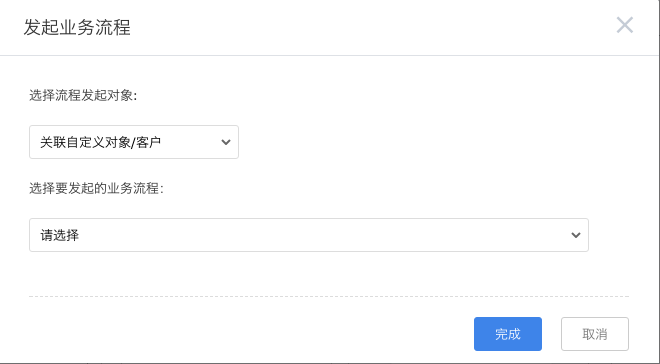 发起业务流程
选择流程发起对象:
关联自定义对象/客户
选择要发起的业务流程:
请选择
完成
取消